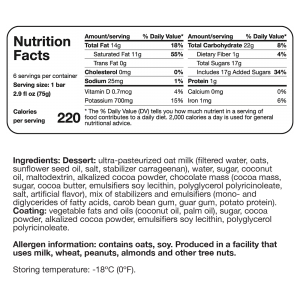 Nutrition
Facts
6 servings per container
Serving size: 1 bar
2.9 fl oz (75g)
Calories
per serving 220
Amount/serving % Daily Value* Amount/serving % Daily Value*
Total Fat 14g 18% Total Carbohydrate 22g 8%
Saturated Fat 11g 55% Dietary Fiber 1g 4%
Trans Fat 0g Total Sugars 17g
Cholesterol 0mg 0% Includes 17g Added Sugars 34%
Sodium 25mg 1% Protein 1g
Vitamin D 0.7mcg 4% Calcium 0mg 0%
Potassium 700mg 15% Iron 1mg 6%
* The % Daily Value (DV) tells you how much nutrient in a serving of
food contributes to a daily diet. 2,000 calories a day is used for general
nutritional advice.
Ingredients: Dessert: ultra-pasteurized oat milk (filtered water, oats,
sunflower seed oil, salt, stabilizer carrageenan), water, sugar, coconut
oil, maltodextrin, alkalized cocoa powder, chocolate mass (cocoa mass,
sugar, cocoa butter, emulsifiers soy lecithin, polyglycerol polyricinoleate,
salt, artificial flavor), mix of stabilizers and emulsifiers (mono- and
diglycerides of fatty acids, carob bean gum, guar gum, potato protein).
Coating: vegetable fats and oils (coconut oil, palm oil), sugar, cocoa
powder, alkalized cocoa powder, emulsifiers soy lecithin, polyglycerol
polyricinoleate.
Allergen information: contains oats, soy. Produced in a facility that
uses milk, wheat, peanuts, almonds and other tree nuts.
Storing temperature: -18°C (0°F).